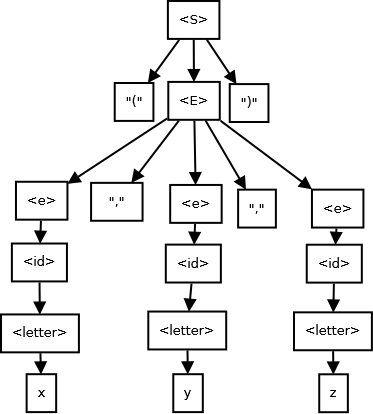 <S>
"(" <E> ")"
<e> "," <e> "," <e>
<id> <id> <id>
<letter> <letter> <letter>
x y z